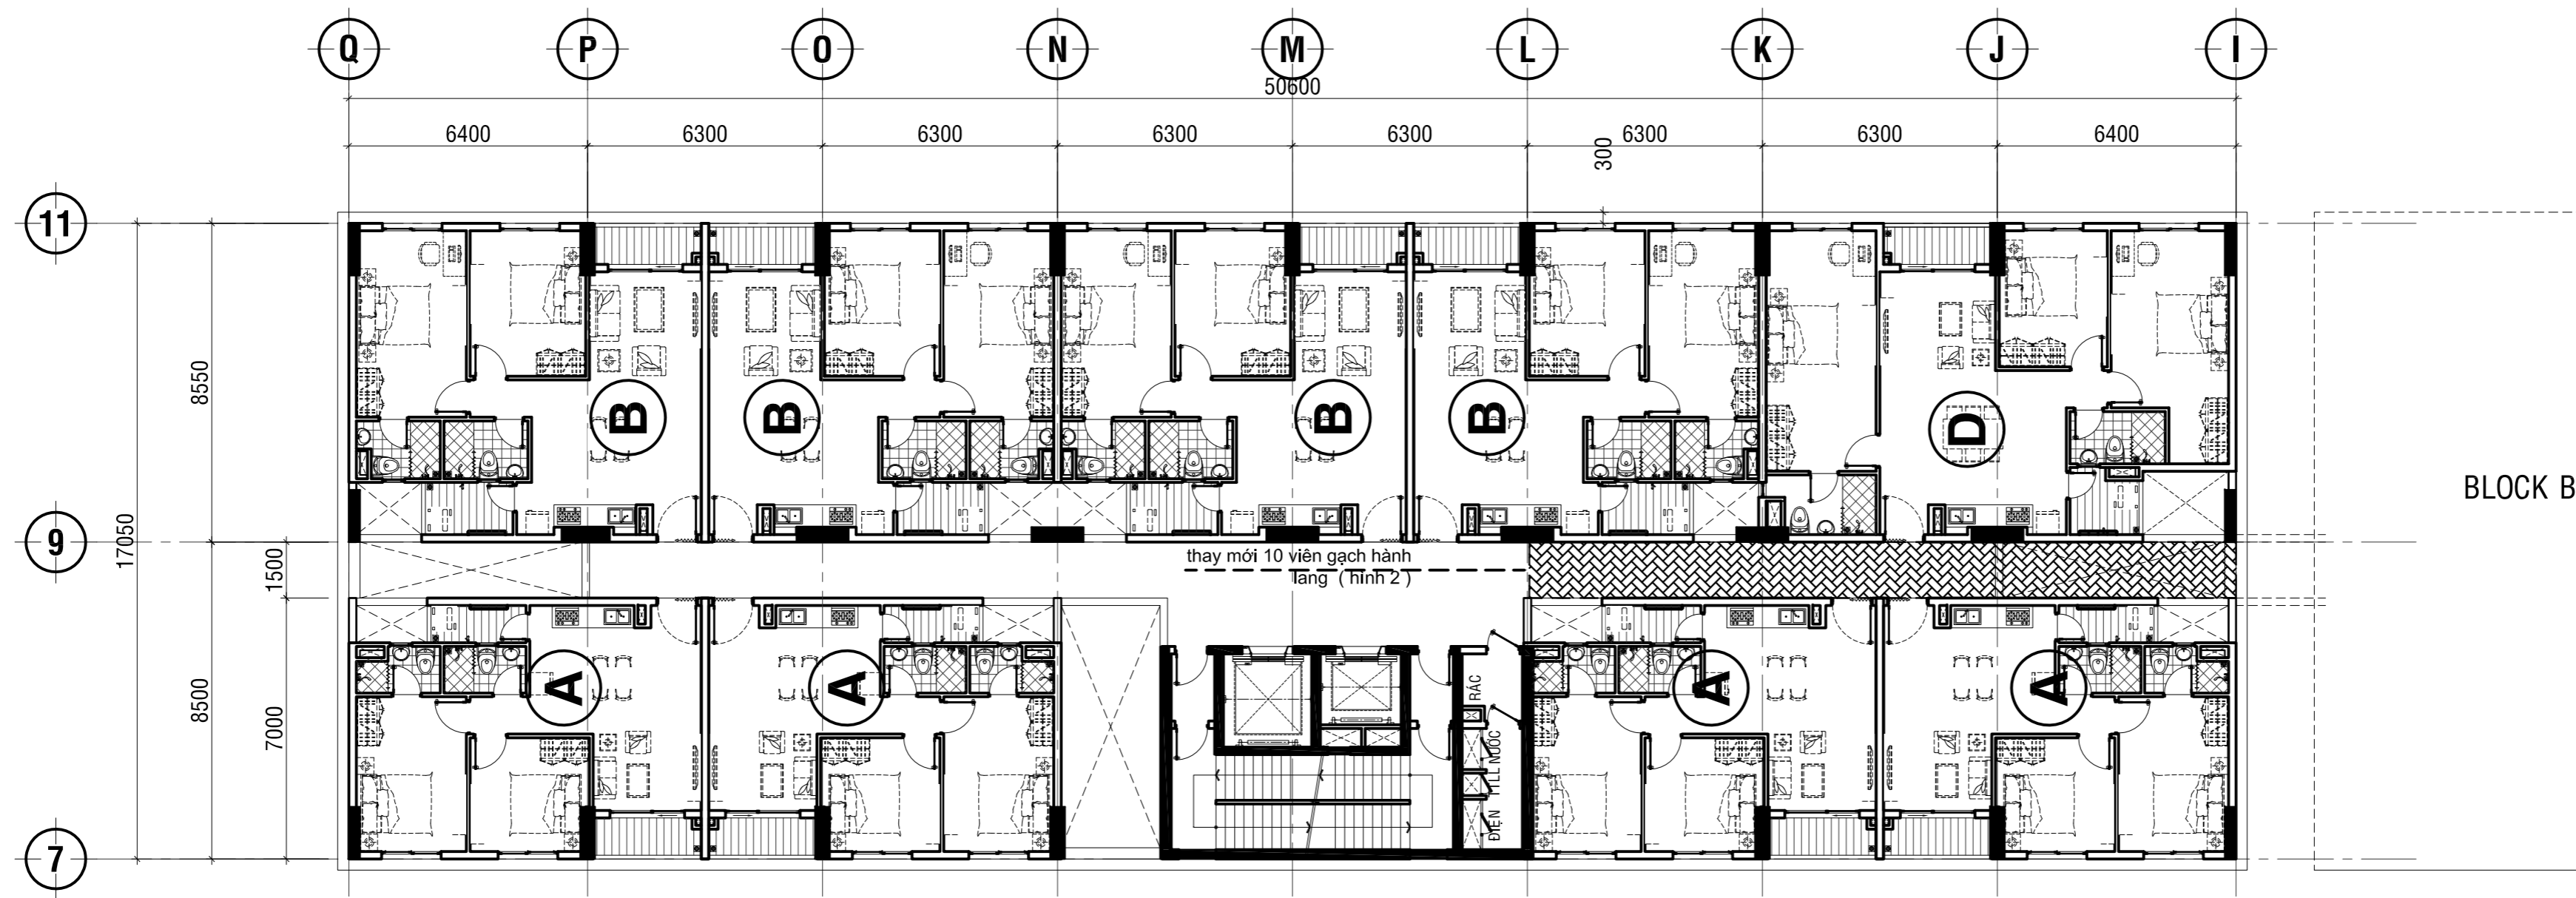 Q P O N M L K J I
50600
6400 6300 6300 6300 6300 6300 6300 6400
300
11
8550
B B B B D
BLOCK B
17050
9
1500
thay mới 10 viên gạch hành
lang ( hình 2 )
A A A A
8500
7000
RÁC
NƯỚC
ĐIỆN
7